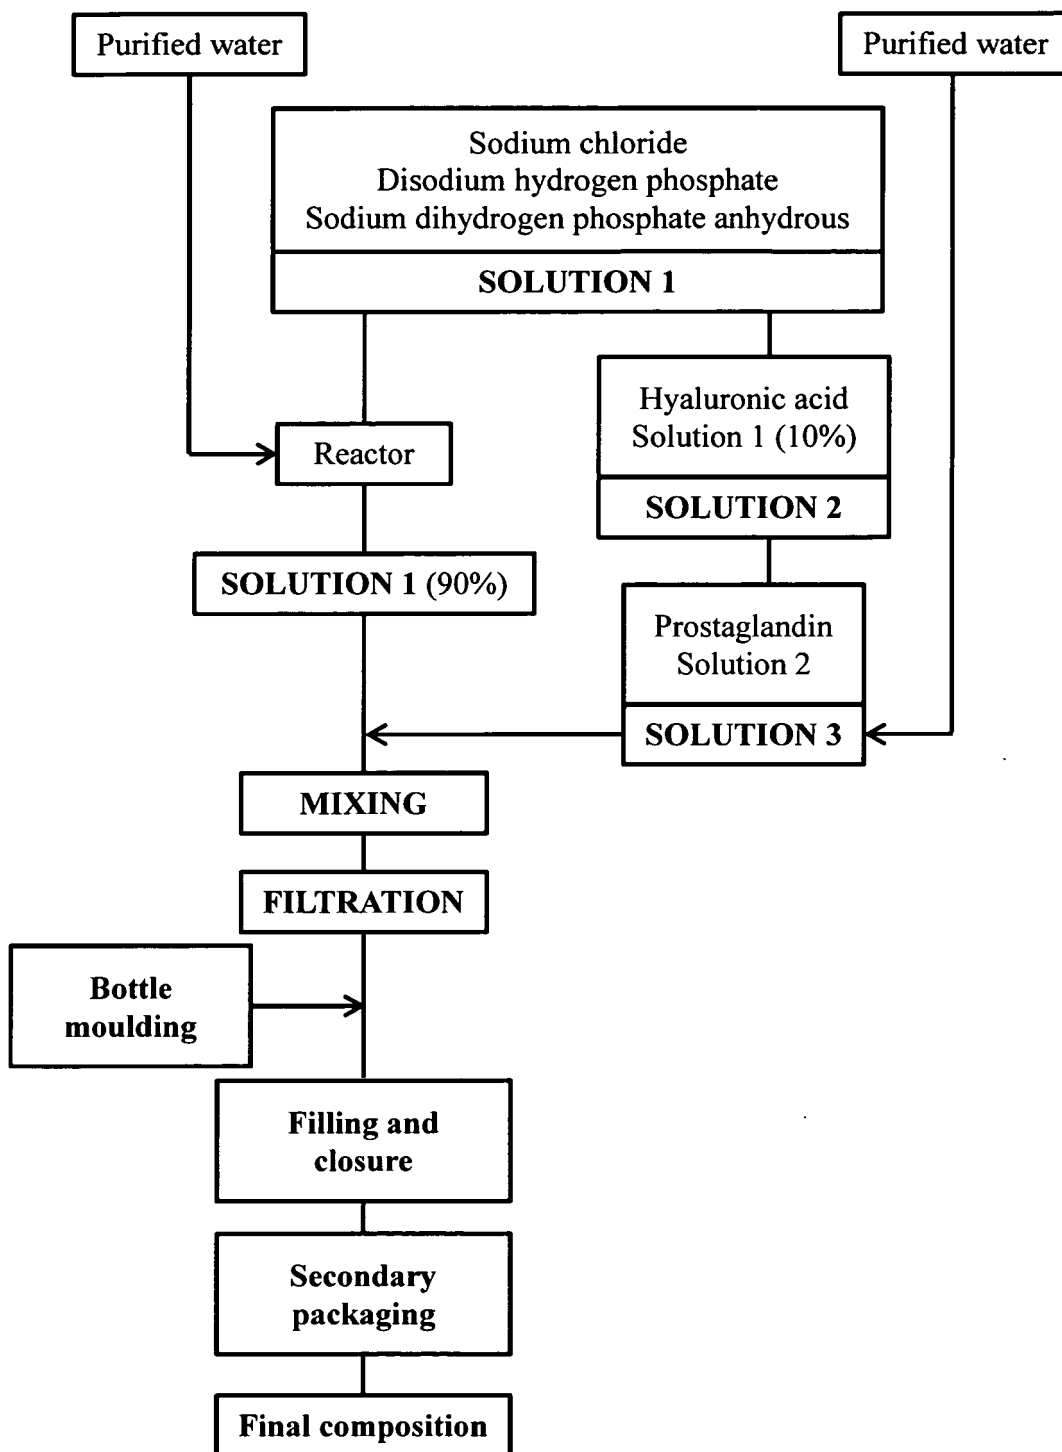 Purified water
Purified water
Sodium chloride
Disodium hydrogen phosphate
Sodium dihydrogen phosphate anhydrous
SOLUTION 1
Hyaluronic acid
Solution 1 (10%)
SOLUTION 2
Reactor
SOLUTION 1 (90%)
Prostaglandin
Solution 2
SOLUTION 3
MIXING
FILTRATION
Bottle
moulding
Filling and
closure
Secondary
packaging
Final composition